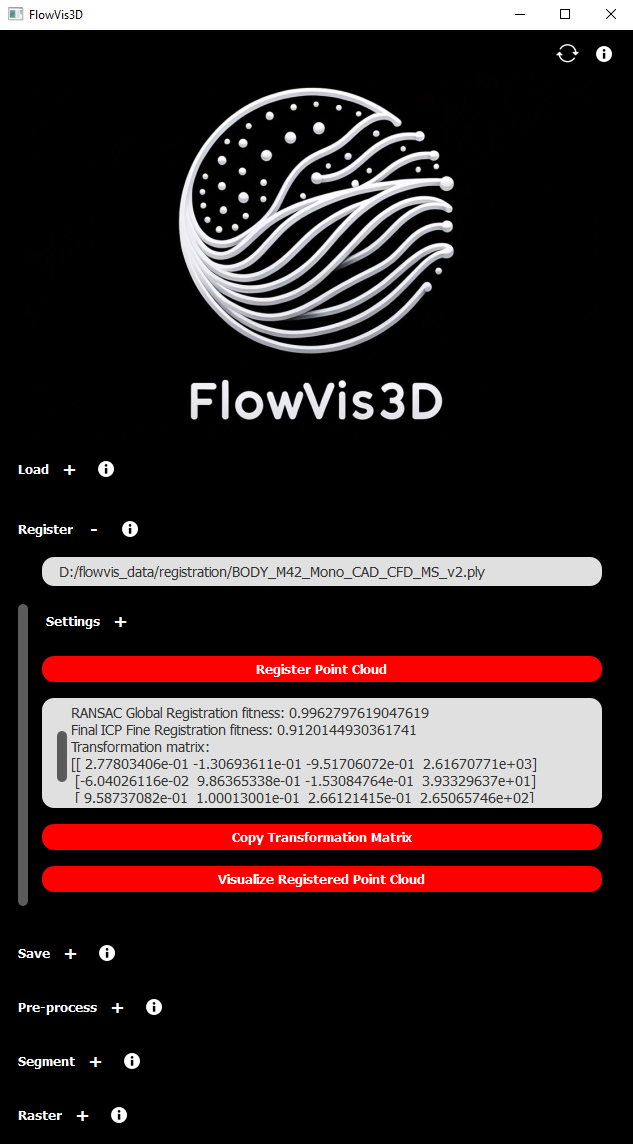 FlowVis3D
FlowVis3D
Load +
Register -
D:/flowvis_data/registration/BODY_M42_Mono_CAD_CFD_MS_v2.ply
Settings +
Register Point Cloud
RANSAC Global Registration fitness: 0.9962797619047619
Final ICP Fine Registration fitness: 0.9120144930361741
Transformation matrix:
[[ 2.77803406e-01 -1.30693611e-01 -9.51706072e-01  2.61670771e+03]
[-6.04026116e-02  9.86365338e-01 -1.53084764e-01  3.93329637e+01]
[ 9.58737082e-01  1.00013001e-01  2.66121415e-01  2.65065746e+02]
Copy Transformation Matrix
Visualize Registered Point Cloud
Save +
Pre-process +
Segment +
Raster +